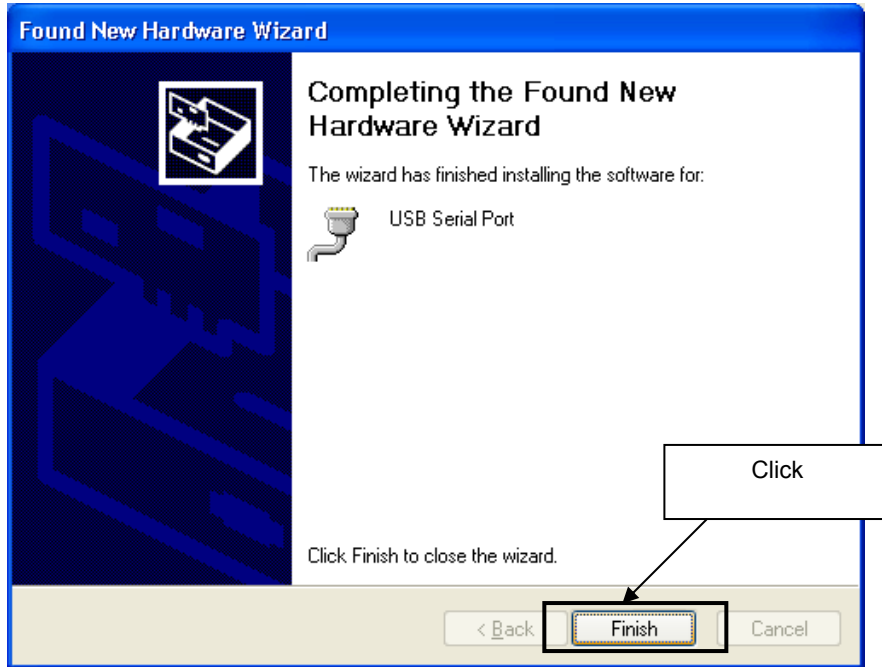 Found New Hardware Wizard
Completing the Found New
Hardware Wizard
The wizard has finished installing the software for:
USB Serial Port
Click
Click Finish to close the wizard.
< Back
Finish
Cancel